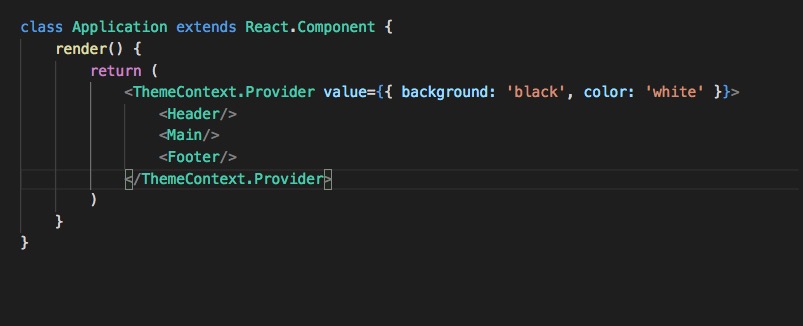 class Application extends React.Component {
    render() {
        return (
            <ThemeContext.Provider value={{ background: 'black', color: 'white' }}>
                <Header/>
                <Main/>
                <Footer/>
            </ThemeContext.Provider>
        )
    }
}